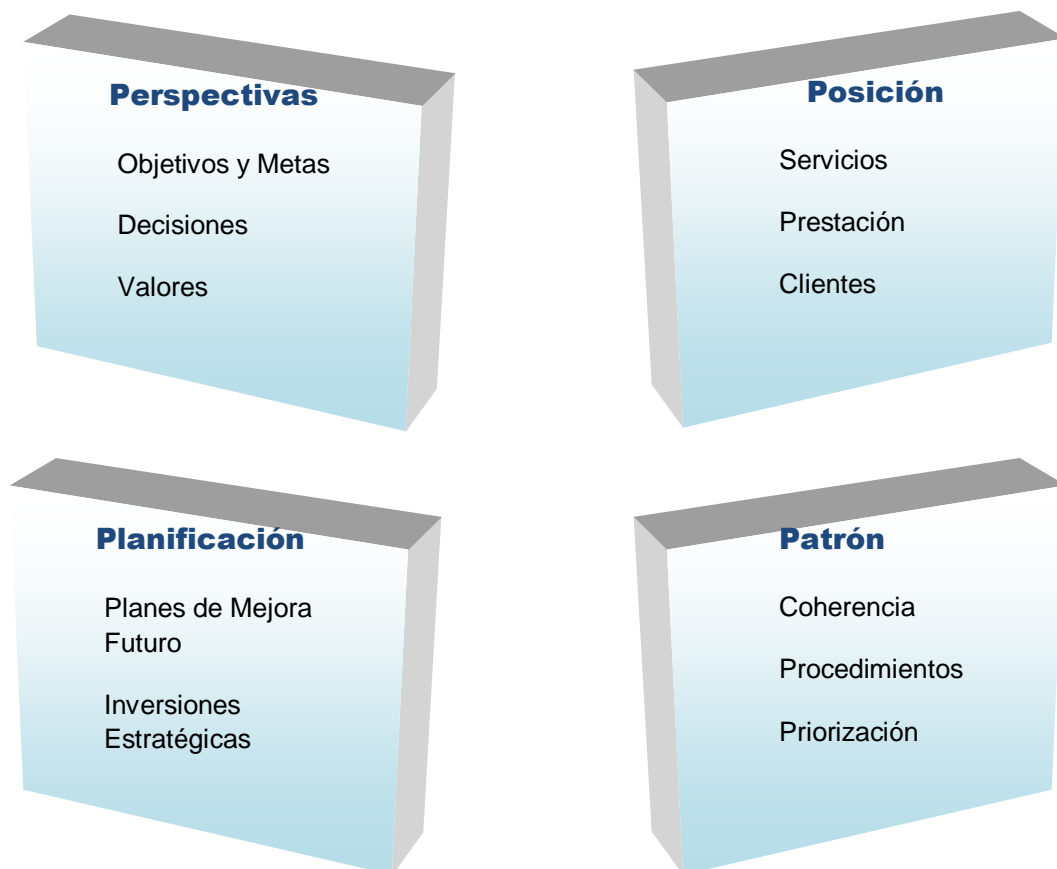 Perspectivas
Objetivos y Metas
Decisiones
Valores
Posición
Servicios
Prestación
Clientes
Planificación
Planes de Mejora
Futuro
Inversiones
Estratégicas
Patrón
Coherencia
Procedimientos
Priorización